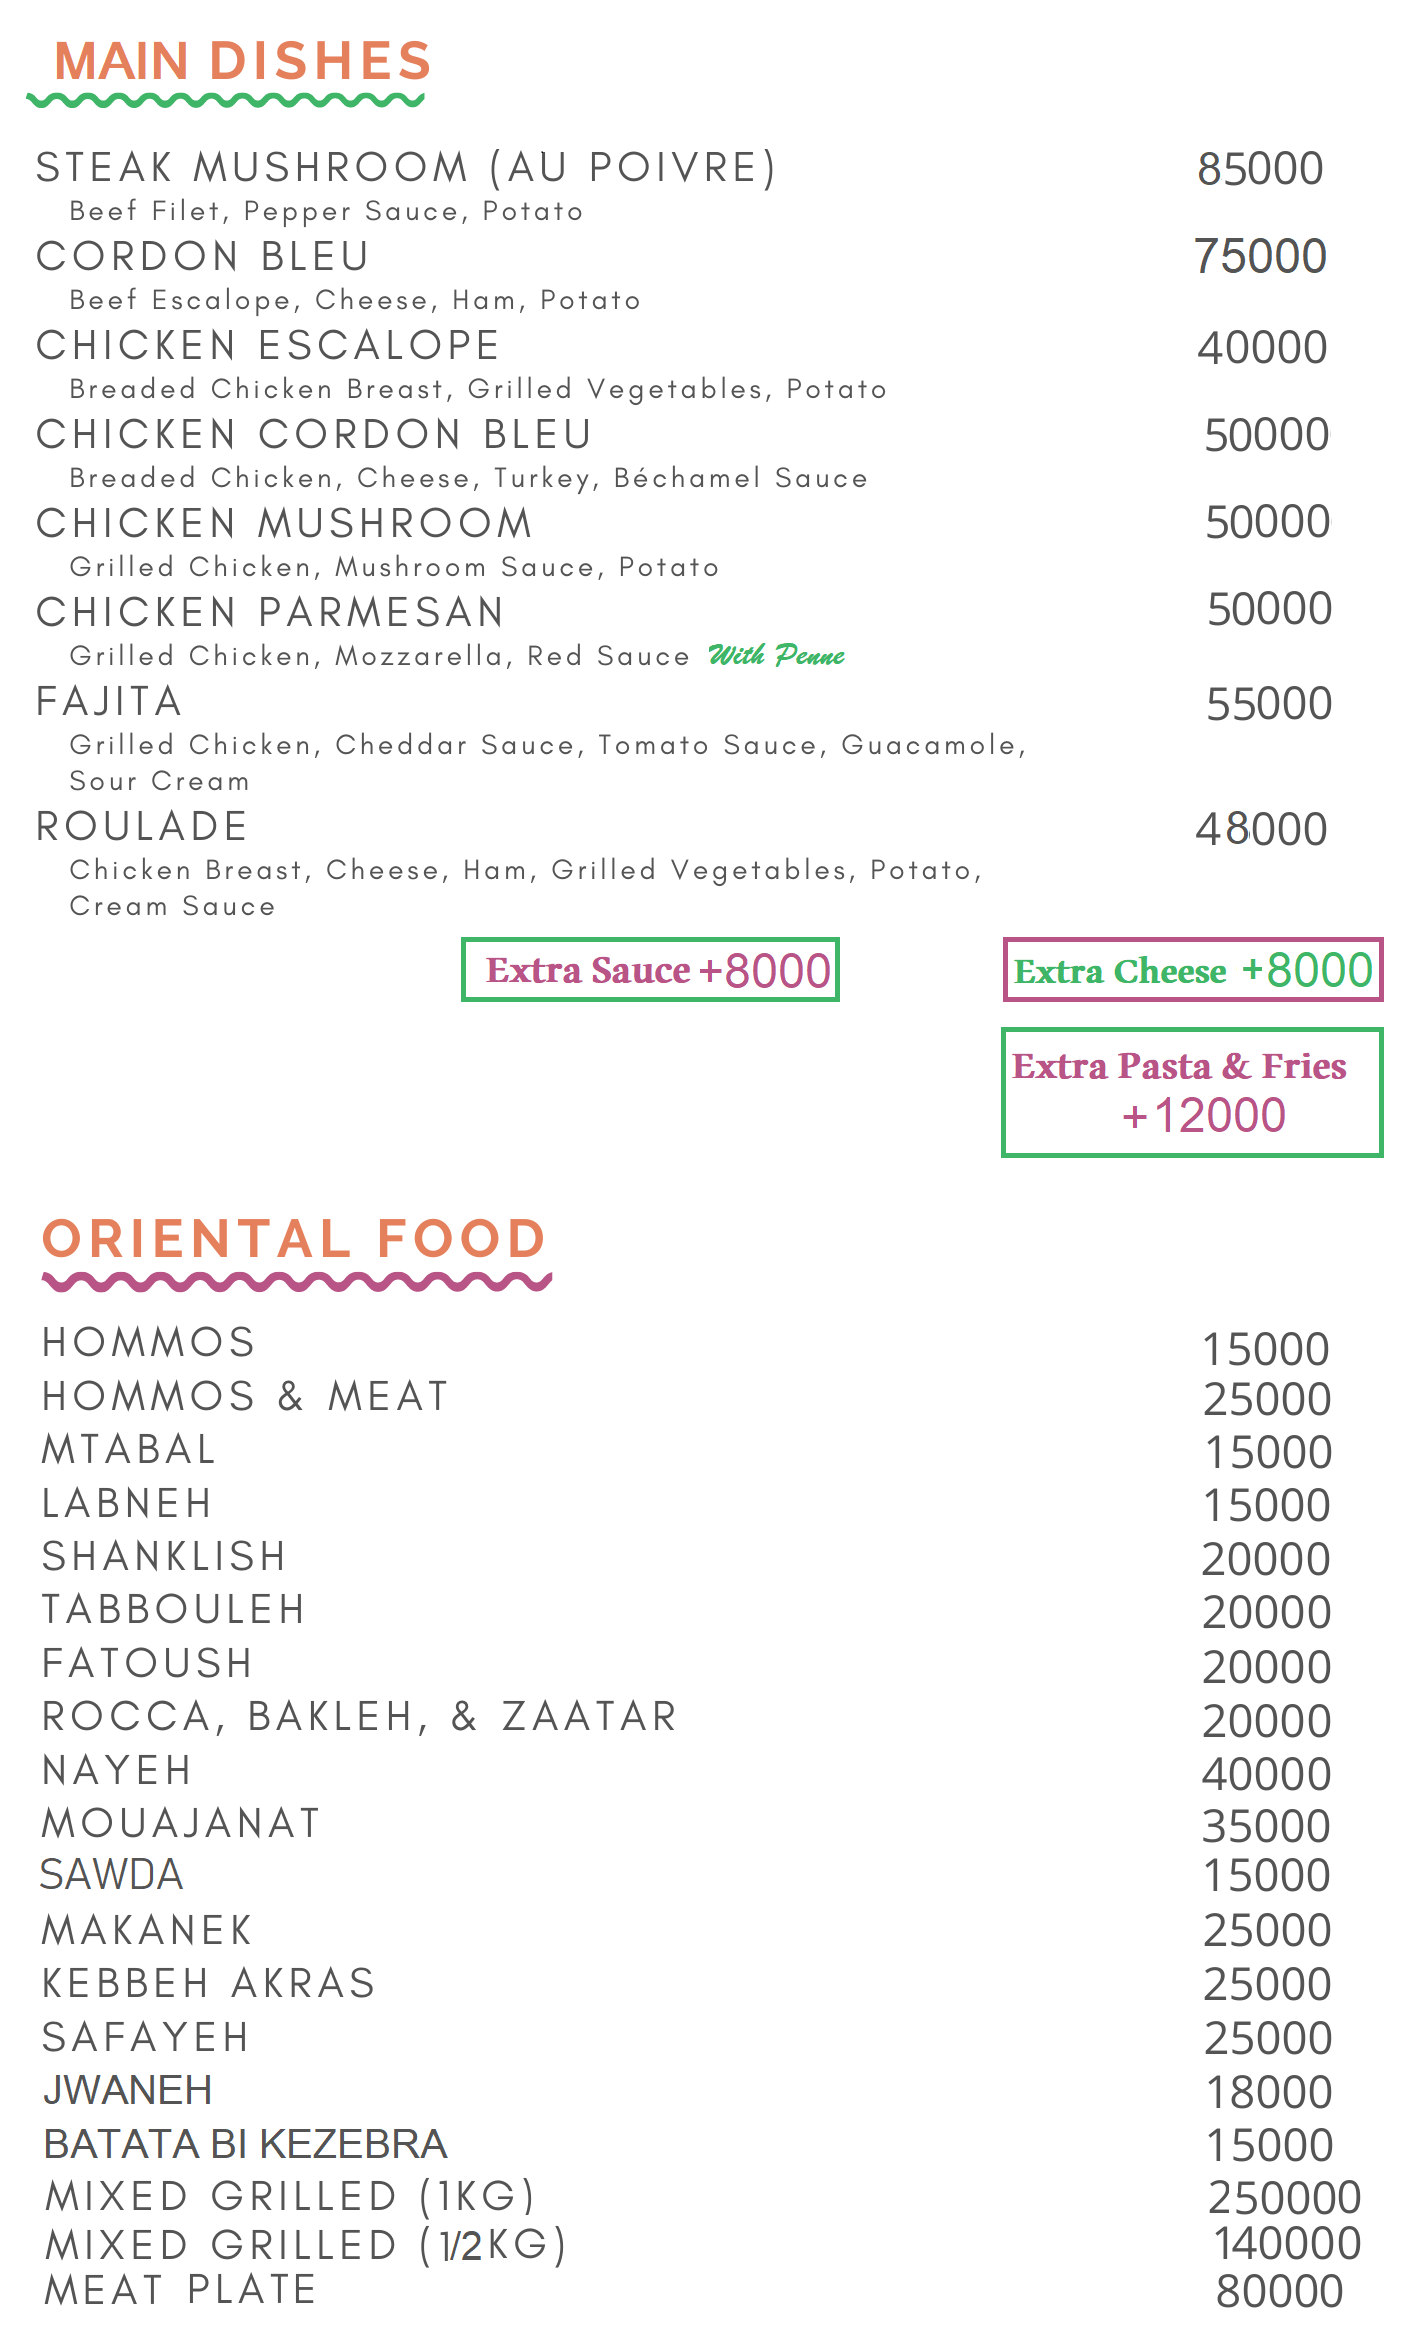 MAIN DISHES
STEAK MUSHROOM (AU POIVRE) 85000
Beef Filet, Pepper Sauce, Potato
CORDON BLEU 75000
Beef Escalope, Cheese, Ham, Potato
CHICKEN ESCALOPE 40000
Breaded Chicken Breast, Grilled Vegetables, Potato
CHICKEN CORDON BLEU 50000
Breaded Chicken, Cheese, Turkey, Béchamel Sauce
CHICKEN MUSHROOM 50000
Grilled Chicken, Mushroom Sauce, Potato
CHICKEN PARMESAN 50000
Grilled Chicken, Mozzarella, Red Sauce With Penne
FAJITA 55000
Grilled Chicken, Cheddar Sauce, Tomato Sauce, Guacamole,
Sour Cream
ROULADE 48000
Chicken Breast, Cheese, Ham, Grilled Vegetables, Potato,
Cream Sauce
Extra Sauce +8000
Extra Cheese +8000
Extra Pasta & Fries
+12000
ORIENTAL FOOD
HOMMOS 15000
HOMMOS & MEAT 25000
MTABAL 15000
LABNEH 15000
SHANKLISH 20000
TABBOULEH 20000
FATOUSH 20000
ROCCA, BAKLEH, & ZAATAR 20000
NAYEH 40000
MOUAJANAT 35000
SAWDA 15000
MAKANEK 25000
KEBBEH AKRAS 25000
SAFAYEH 25000
JWANEH 18000
BATATA BI KEZEBRA 15000
MIXED GRILLED (1KG) 250000
MIXED GRILLED (1/2KG) 140000
MEAT PLATE 80000